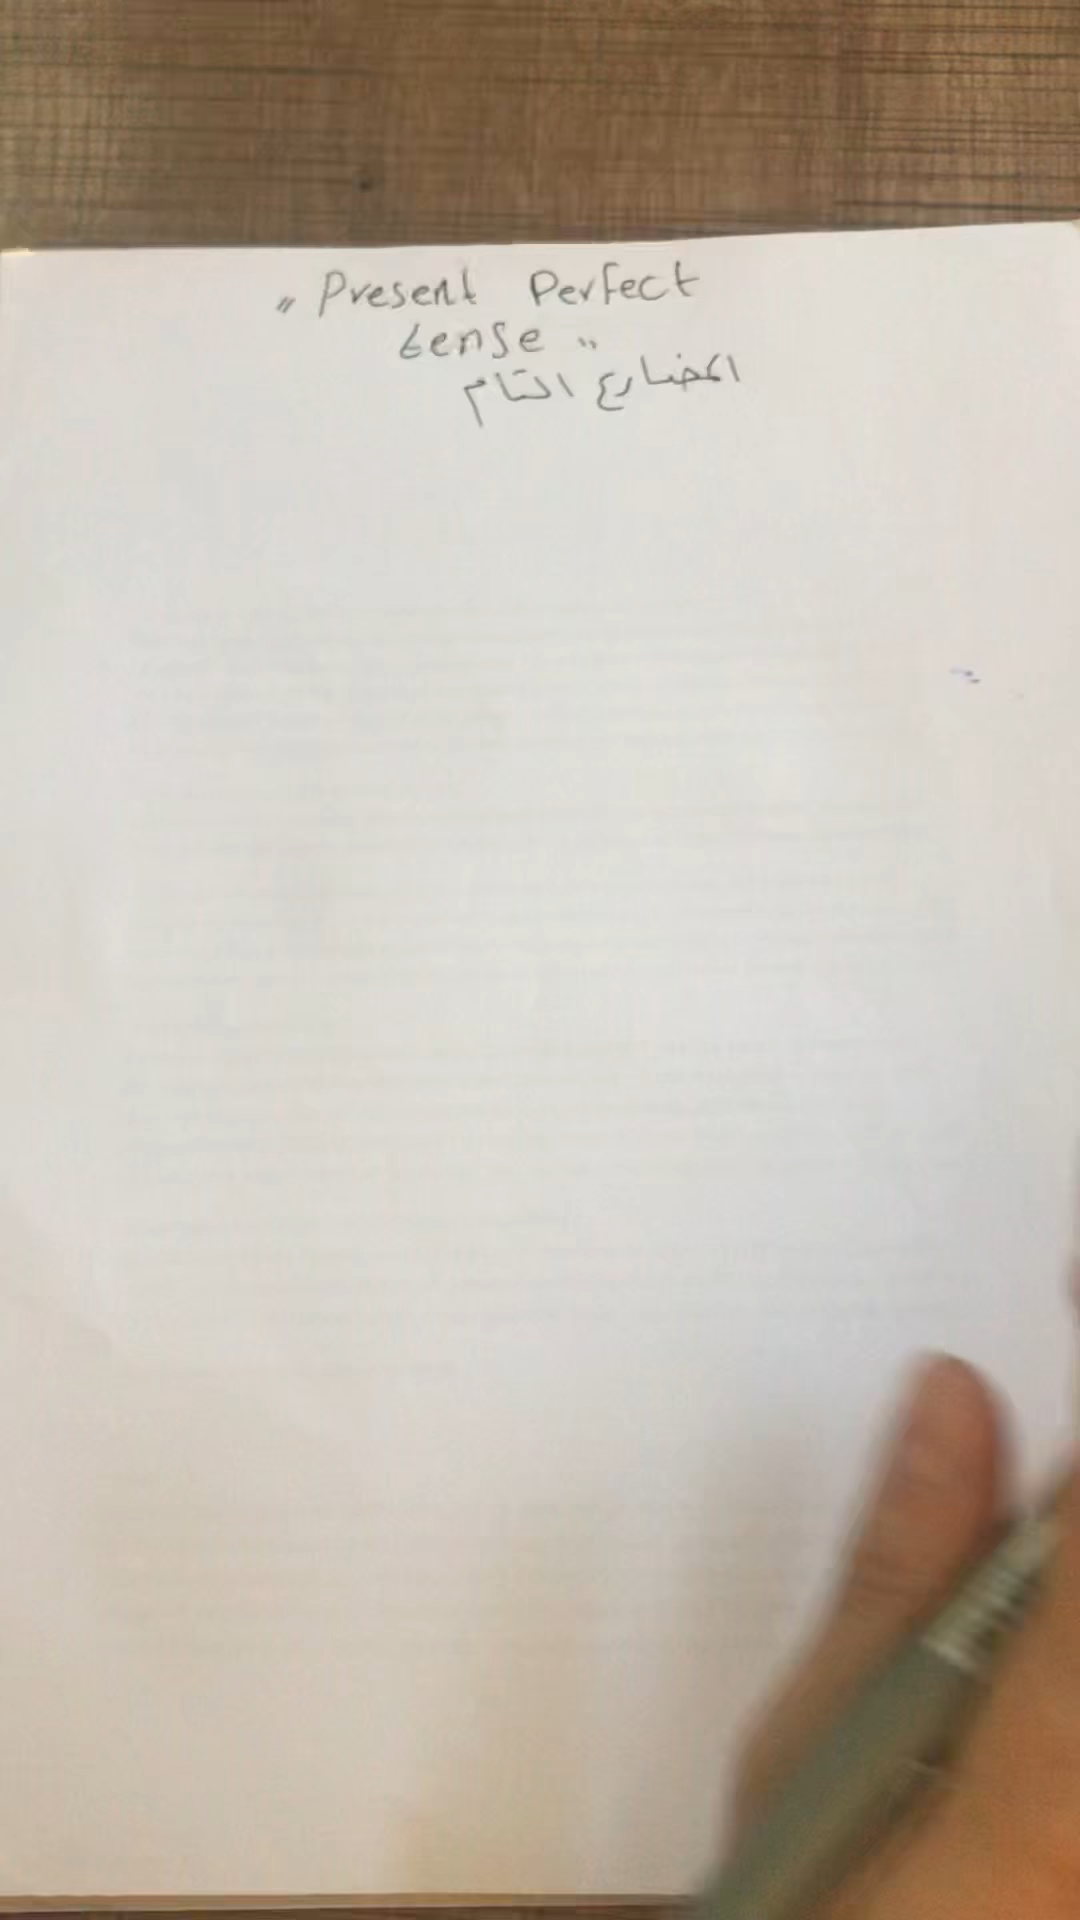 " Present Perfect
tense "
المضارع التام